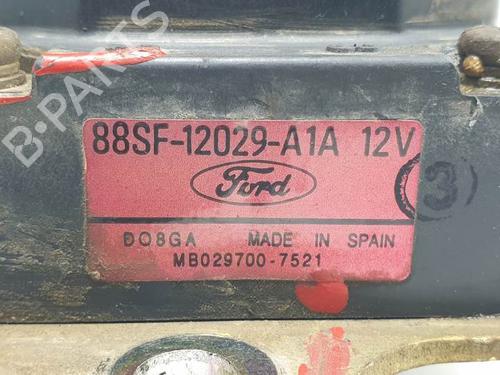 B-PARTS
88SF-12029-A1A 12V
Ford
3
DO8GA MADE IN SPAIN
MB029700-7521